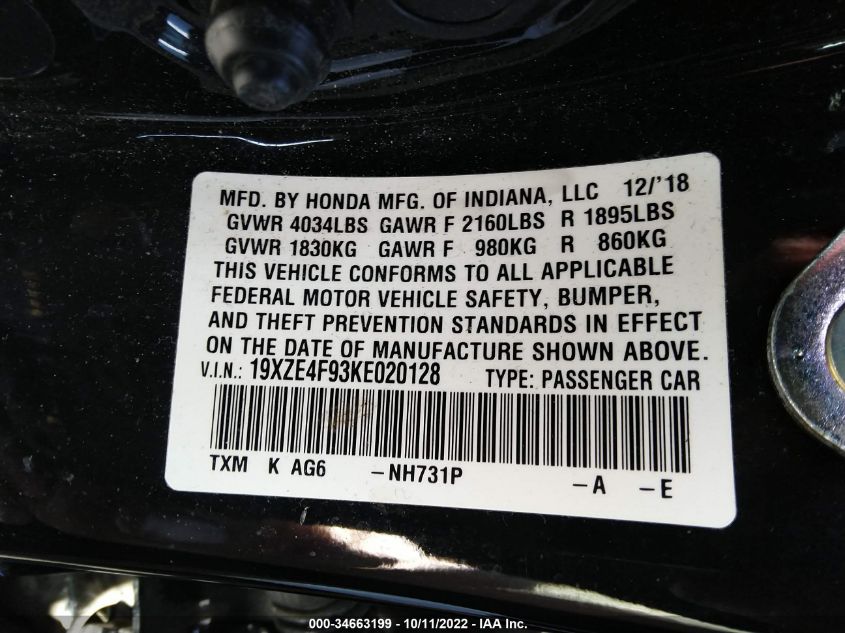 MFD. BY HONDA MFG. OF INDIANA, LLC 12/'18
GVWR 4034LBS GAWR F 2160LBS R 1895LBS
GVWR 1830KG GAWR F 980KG R 860KG
THIS VEHICLE CONFORMS TO ALL APPLICABLE
FEDERAL MOTOR VEHICLE SAFETY, BUMPER,
AND THEFT PREVENTION STANDARDS IN EFFECT
ON THE DATE OF MANUFACTURE SHOWN ABOVE.
V.I.N.: 19XZE4F93KE020128 TYPE: PASSENGER CAR
TXM K AG6 -NH731P -A -E
000-34663199 - 10/11/2022 - IAA Inc.